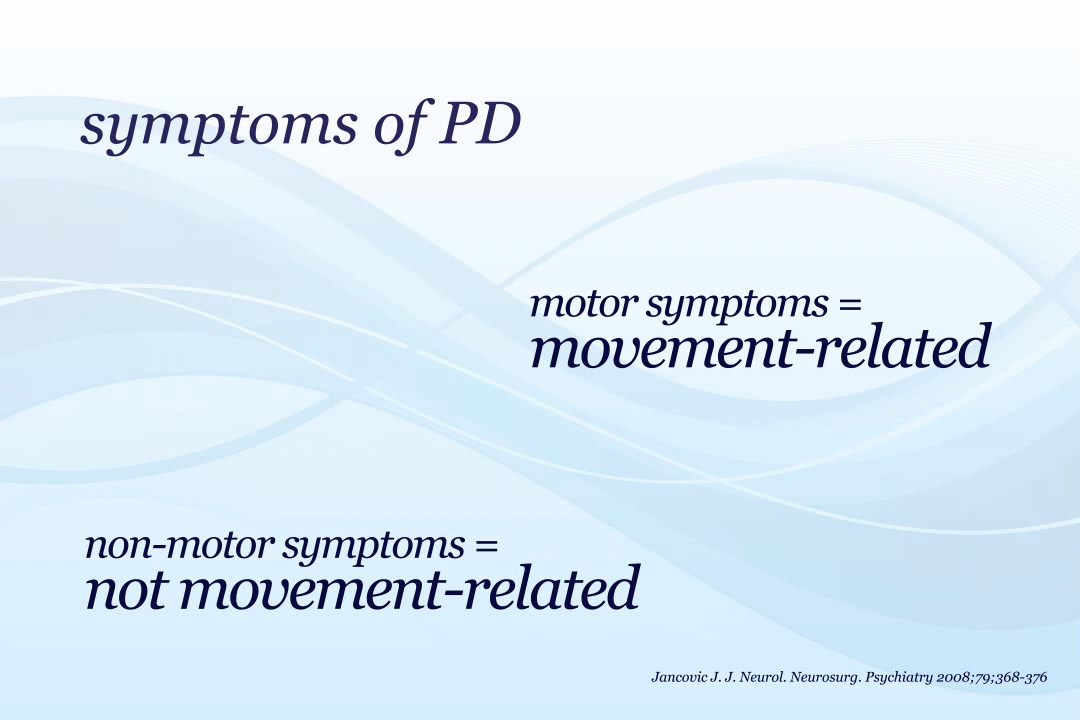 symptoms of PD
motor symptoms =
movement-related
non-motor symptoms =
not movement-related
Jancovic J. J. Neurol. Neurosurg. Psychiatry 2008;79;368-376